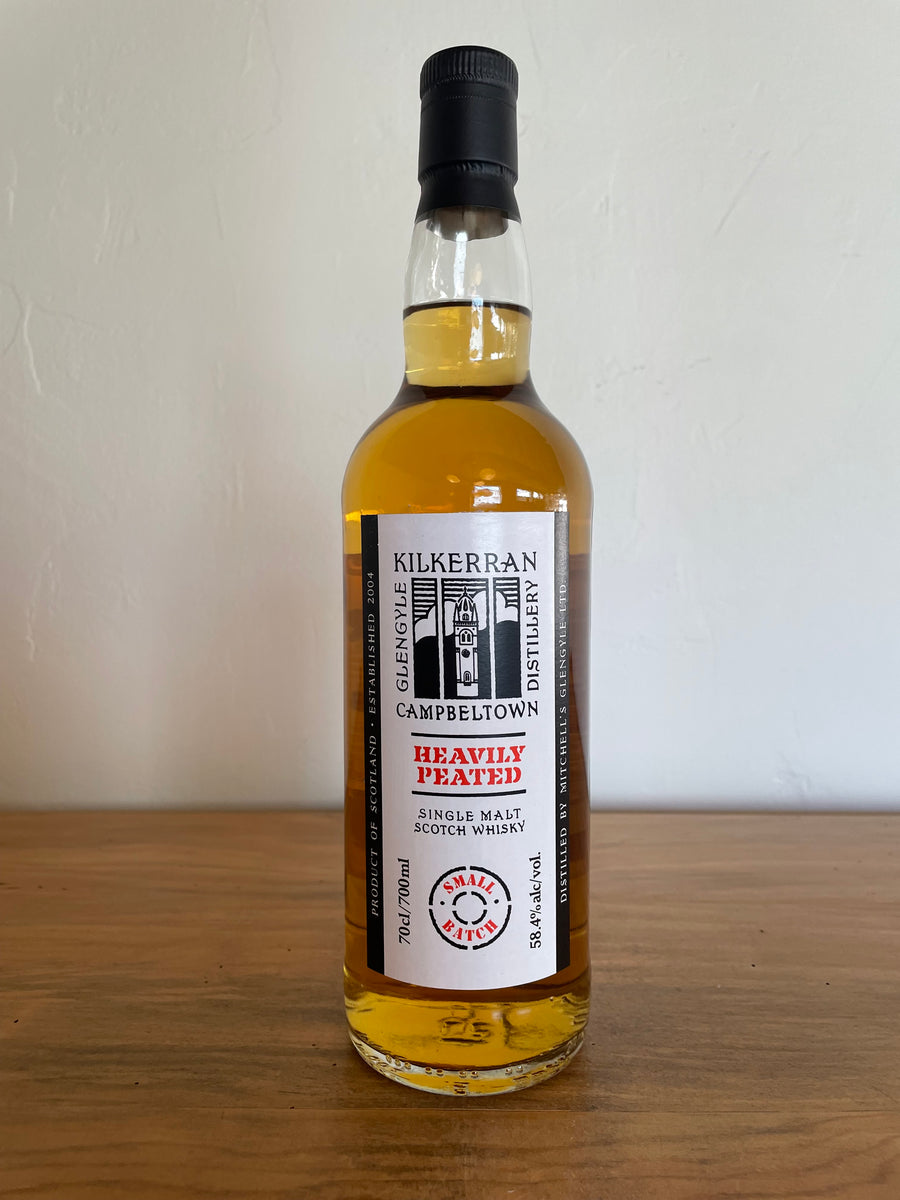 KILKERRAN
GLENGYLE
DISTILLERY
CAMPBELTOWN
HEAVILY
PEATED
SINGLE MALT
SCOTCH WHISKY
SMALL
BATCH
70cl/700ml
58.4%alc/vol.
PRODUCT OF SCOTLAND • ESTABLISHED 2004
DISTILLED BY MITCHELL'S GLENGYLE LTD.